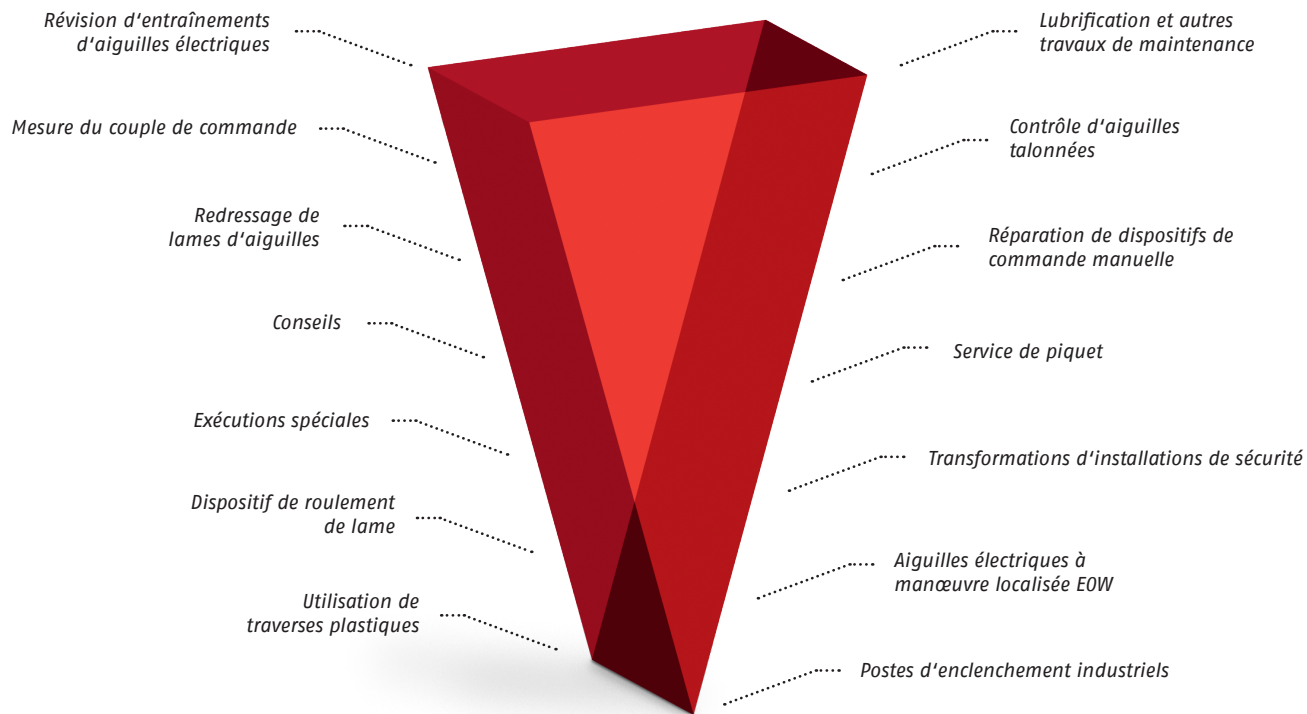 Révision d‘entraînements
d‘aiguilles électriques
Mesure du couple de commande
Redressage de
lames d‘aiguilles
Conseils
Exécutions spéciales
Dispositif de roulement
de lame
Utilisation de
traverses plastiques
Lubrification et autres
travaux de maintenance
Contrôle d‘aiguilles
talonnées
Réparation de dispositifs de
commande manuelle
Service de piquet
Transformations d‘installations de sécurité
Aiguilles électriques à
manœuvre localisée EOW
Postes d‘enclenchement industriels